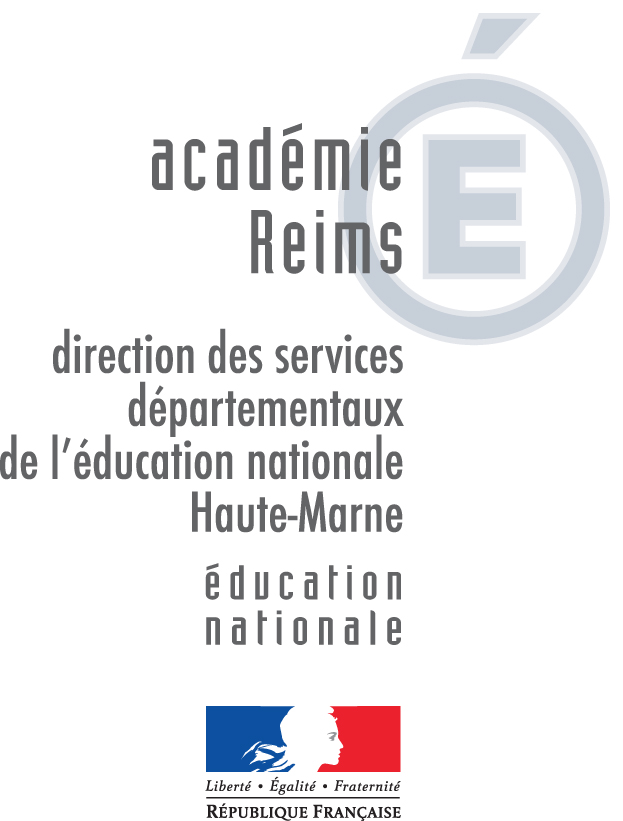 académie
Reims
É
direction des services
départementaux
de l'éducation nationale
Haute-Marne
éducation
nationale
Liberté • Égalité • Fraternité
RÉPUBLIQUE FRANÇAISE